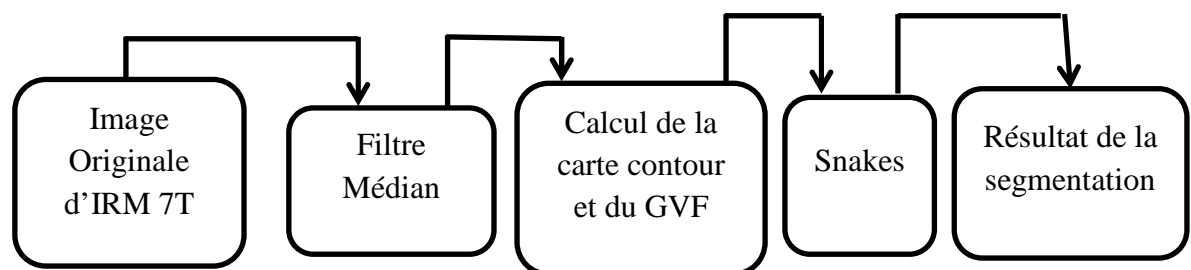 Image
Originale
d’IRM 7T
Filtre
Médian
Calcul de la
carte contour
et du GVF
Snakes
Résultat de la
segmentation